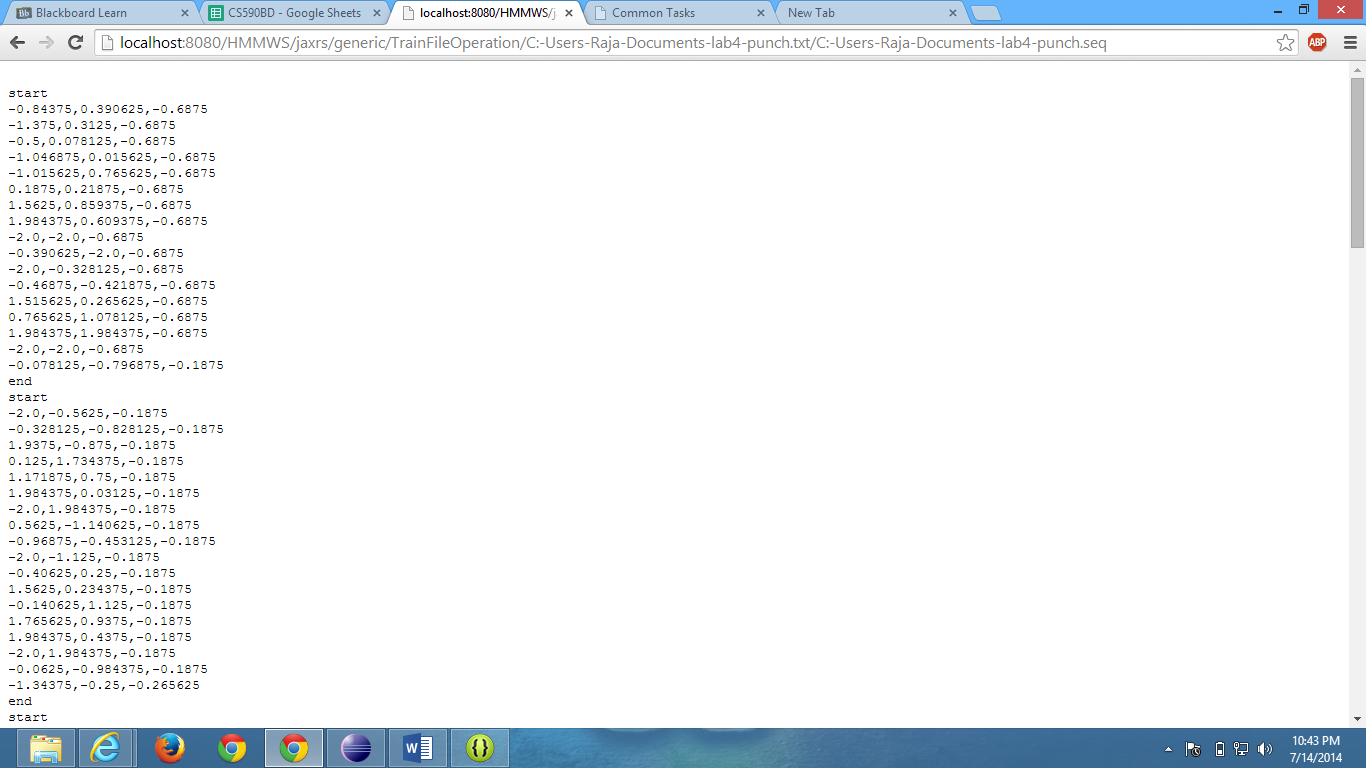 Bb Blackboard Learn
CS590BD - Google Sheets
localhost:8080/HMMWS/j
Common Tasks
New Tab
localhost:8080/HMMWS/jaxrs/generic/TrainFileOperation/C:-Users-Raja-Documents-lab4-punch.txt/C:-Users-Raja-Documents-lab4-punch.seq
ABP
start
-0.84375,0.390625,-0.6875
-1.375,0.3125,-0.6875
-0.5,0.078125,-0.6875
-1.046875,0.015625,-0.6875
-1.015625,0.765625,-0.6875
0.1875,0.21875,-0.6875
1.5625,0.859375,-0.6875
1.984375,0.609375,-0.6875
-2.0,-2.0,-0.6875
-0.390625,-2.0,-0.6875
-2.0,-0.328125,-0.6875
-0.46875,-0.421875,-0.6875
1.515625,0.265625,-0.6875
0.765625,1.078125,-0.6875
1.984375,1.984375,-0.6875
-2.0,-2.0,-0.6875
-0.078125,-0.796875,-0.1875
end
start
-2.0,-0.5625,-0.1875
-0.328125,-0.828125,-0.1875
1.9375,-0.875,-0.1875
0.125,1.734375,-0.1875
1.171875,0.75,-0.1875
1.984375,0.03125,-0.1875
-2.0,1.984375,-0.1875
0.5625,-1.140625,-0.1875
-0.96875,-0.453125,-0.1875
-2.0,-1.125,-0.1875
-0.40625,0.25,-0.1875
1.5625,0.234375,-0.1875
-0.140625,1.125,-0.1875
1.765625,0.9375,-0.1875
1.984375,0.4375,-0.1875
-2.0,1.984375,-0.1875
-0.0625,-0.984375,-0.1875
-1.34375,-0.25,-0.265625
end
start
10:43 PM
7/14/2014